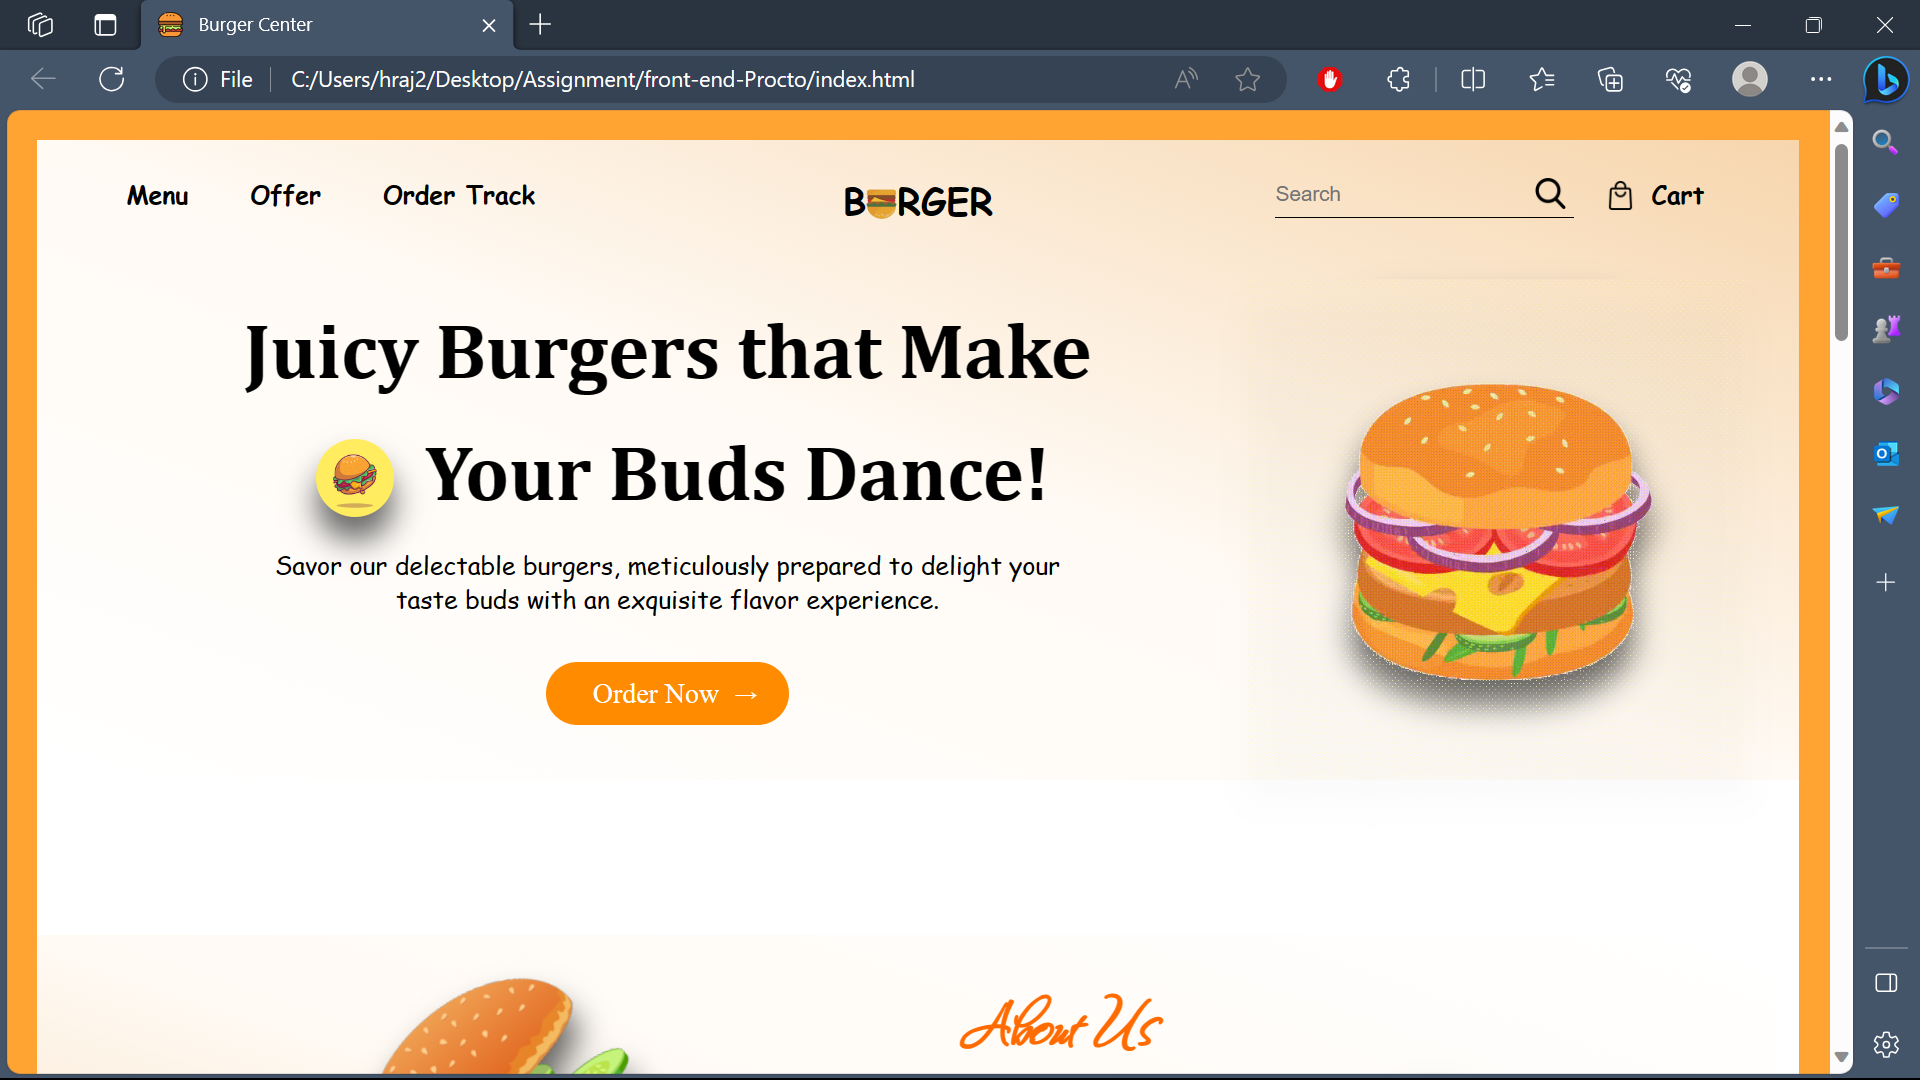 Burger Center
File C:/Users/hraj2/Desktop/Assignment/front-end-Procto/index.html
Menu Offer Order Track
B RGER
Search
Cart
Juicy Burgers that Make
Your Buds Dance!
Savor our delectable burgers, meticulously prepared to delight your
taste buds with an exquisite flavor experience.
Order Now →
About Us